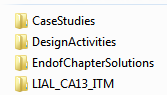 CaseStudies
DesignActivities
EndofChapterSolutions
LIAL_CA13_ITM